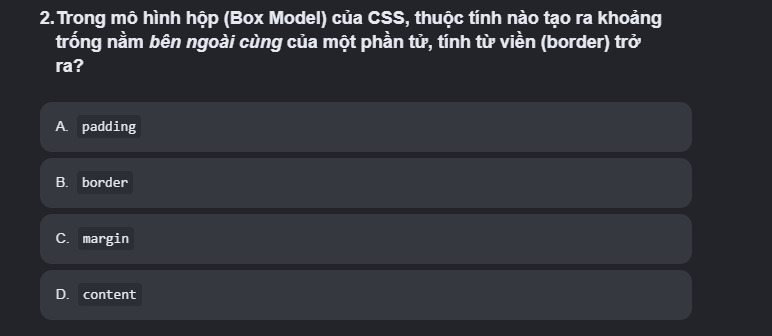 2. Trong mô hình hộp (Box Model) của CSS, thuộc tính nào tạo ra khoảng
trống nằm bên ngoài cùng của một phần tử, tính từ viền (border) trở
ra?
A. padding
B. border
C. margin
D. content